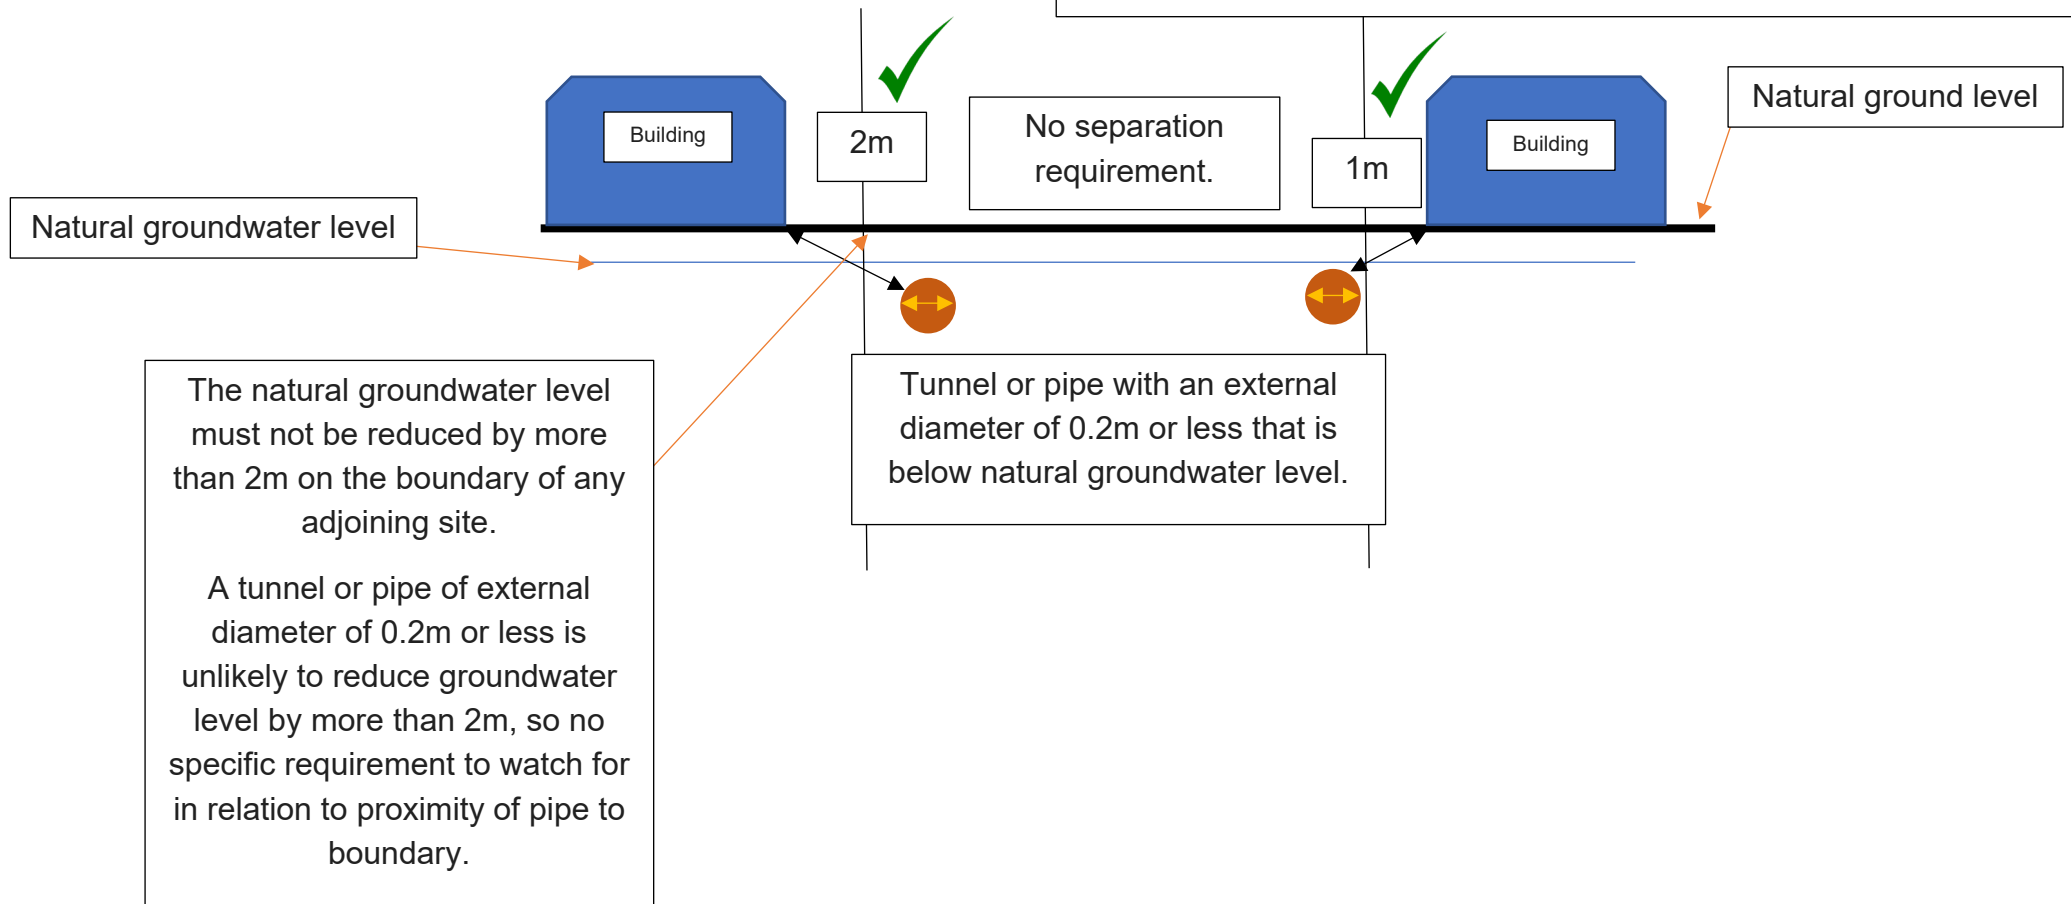 Natural ground level
Building
2m
No separation
requirement.
1m
Building
Natural groundwater level
The natural groundwater level
must not be reduced by more
than 2m on the boundary of any
adjoining site.
A tunnel or pipe of external
diameter of 0.2m or less is
unlikely to reduce groundwater
level by more than 2m, so no
specific requirement to watch for
in relation to proximity of pipe to
boundary.
Tunnel or pipe with an external
diameter of 0.2m or less that is
below natural groundwater level.